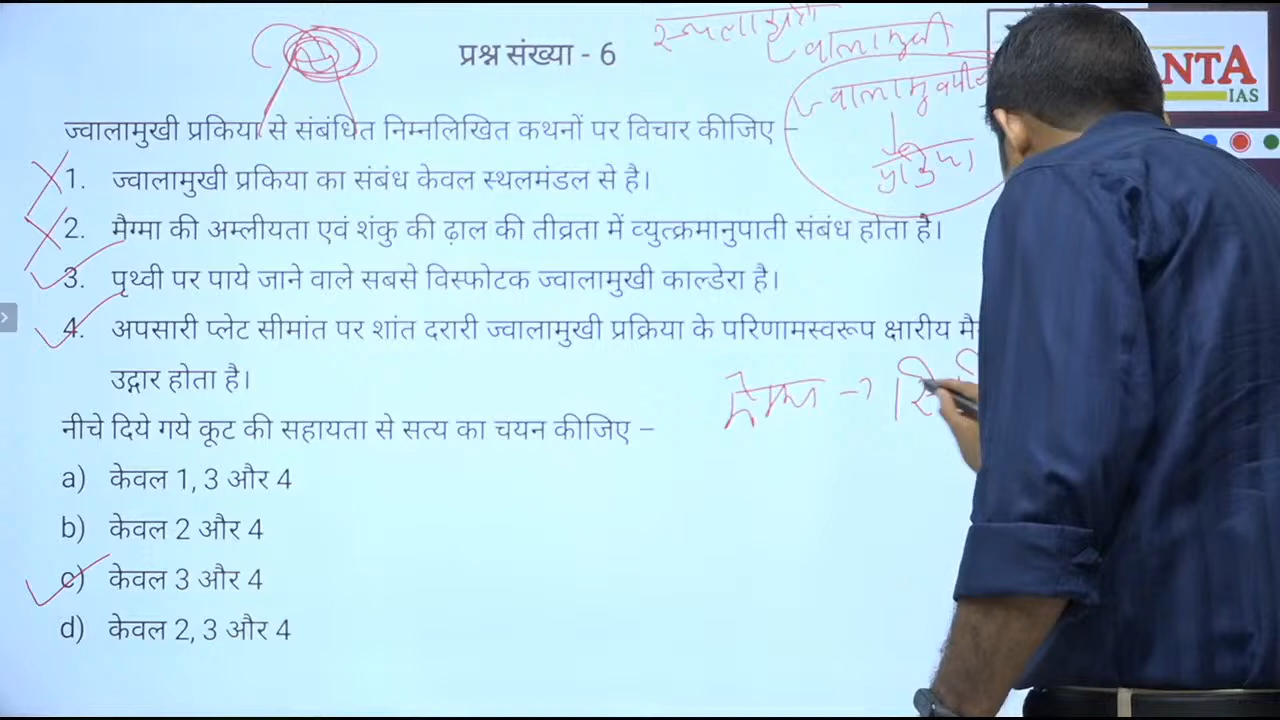 प्रश्न संख्या - 6
ज्वालामुखी
NTA
IAS
ज्वालामुखी प्रकिया से संबंधित निम्नलिखित कथनों पर विचार कीजिए –
1. ज्वालामुखी प्रकिया का संबंध केवल स्थलमंडल से है।
2. मैग्मा की अम्लीयता एवं शंकु की ढ़ाल की तीव्रता में व्युत्क्रमानुपाती संबंध होता है।
3. पृथ्वी पर पाये जाने वाले सबसे विस्फोटक ज्वालामुखी काल्डेरा है।
4. अपसारी प्लेट सीमांत पर शांत दरारी ज्वालामुखी प्रक्रिया के परिणामस्वरूप क्षारीय
उद्गार होता है।
नीचे दिये गये कूट की सहायता से सत्य का चयन कीजिए –
a) केवल 1, 3 और 4
b) केवल 2 और 4
c) केवल 3 और 4
d) केवल 2, 3 और 4